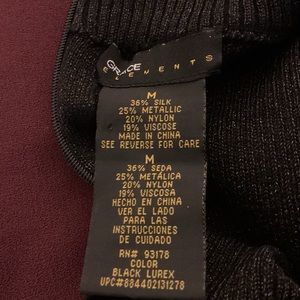 GRACE
ELEMENTS
M
36% SILK
25% METALLIC
20% NYLON
19% VISCOSE
MADE IN CHINA
SEE REVERSE FOR CARE
M
36% SEDA
25% METÁLICA
20% NYLON
19% VISCOSA
HECHO EN CHINA
VER EL LADO
PARA LAS
INSTRUCCIONES
DE CUIDADO
RN# 93178
COLOR
BLACK LUREX
UPC#884402131278